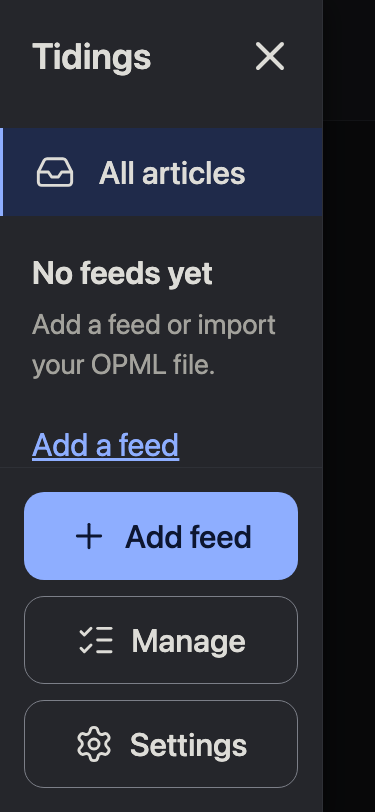 Tidings
All articles
No feeds yet
Add a feed or import
your OPML file.
Add a feed
Add feed
Manage
Settings